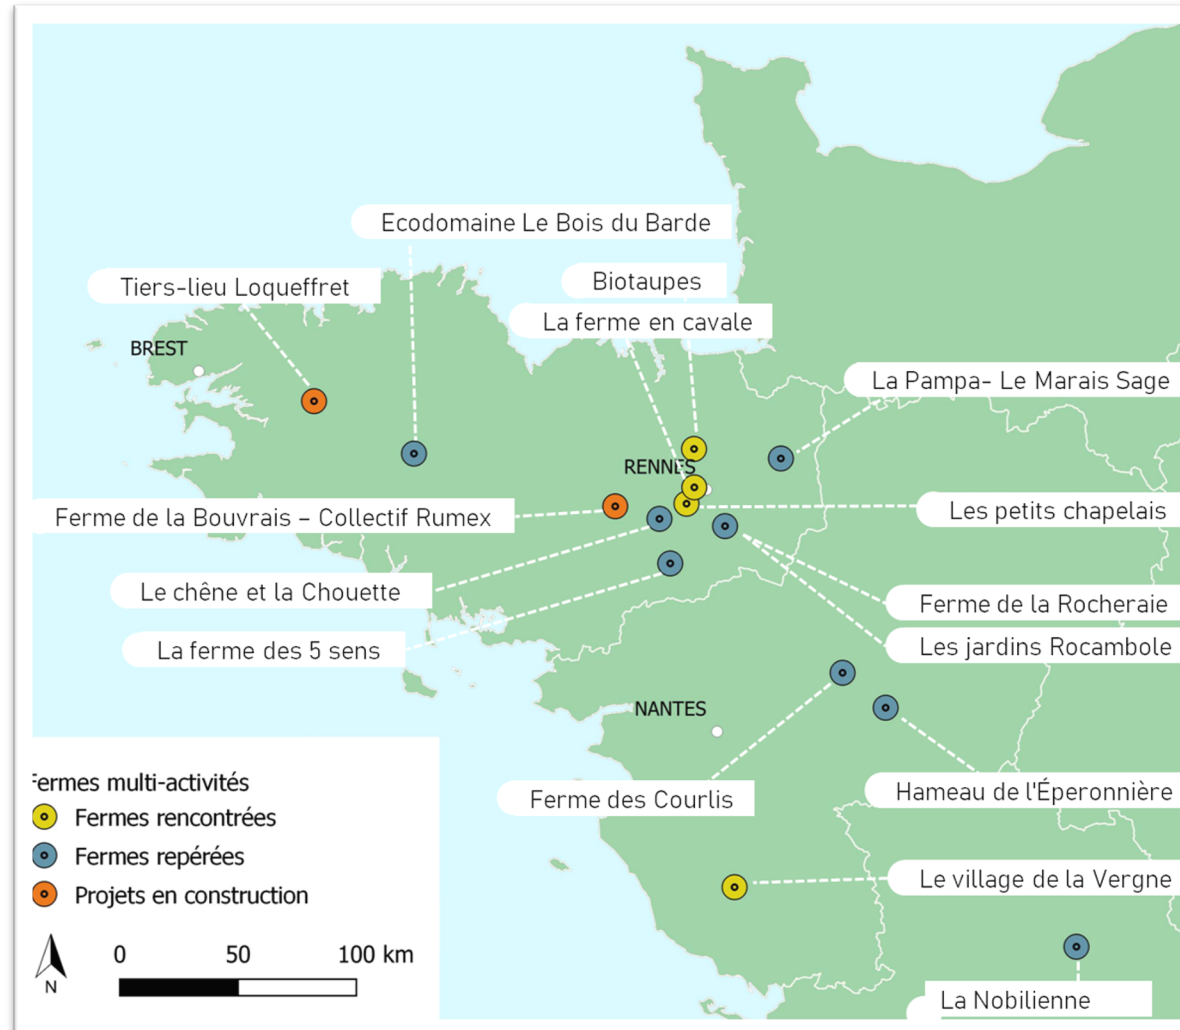 Ecodomaine Le Bois du Barde
Biotaupes
Tiers-lieu Loqueffret
La ferme en cavale
BREST
La Pampa- Le Marais Sage
RENNES
Ferme de la Bouvrais – Collectif Rumex
Les petits chapelais
Le chêne et la Chouette
Ferme de la Rocheraie
La ferme des 5 sens
Les jardins Rocambole
NANTES
Fermes multi-activités
Ferme des Courlis
Hameau de l'Éperonnière
Fermes rencontrées
Fermes repérées
Le village de la Vergne
Projets en construction
0 50 100 km
N
La Nobilienne